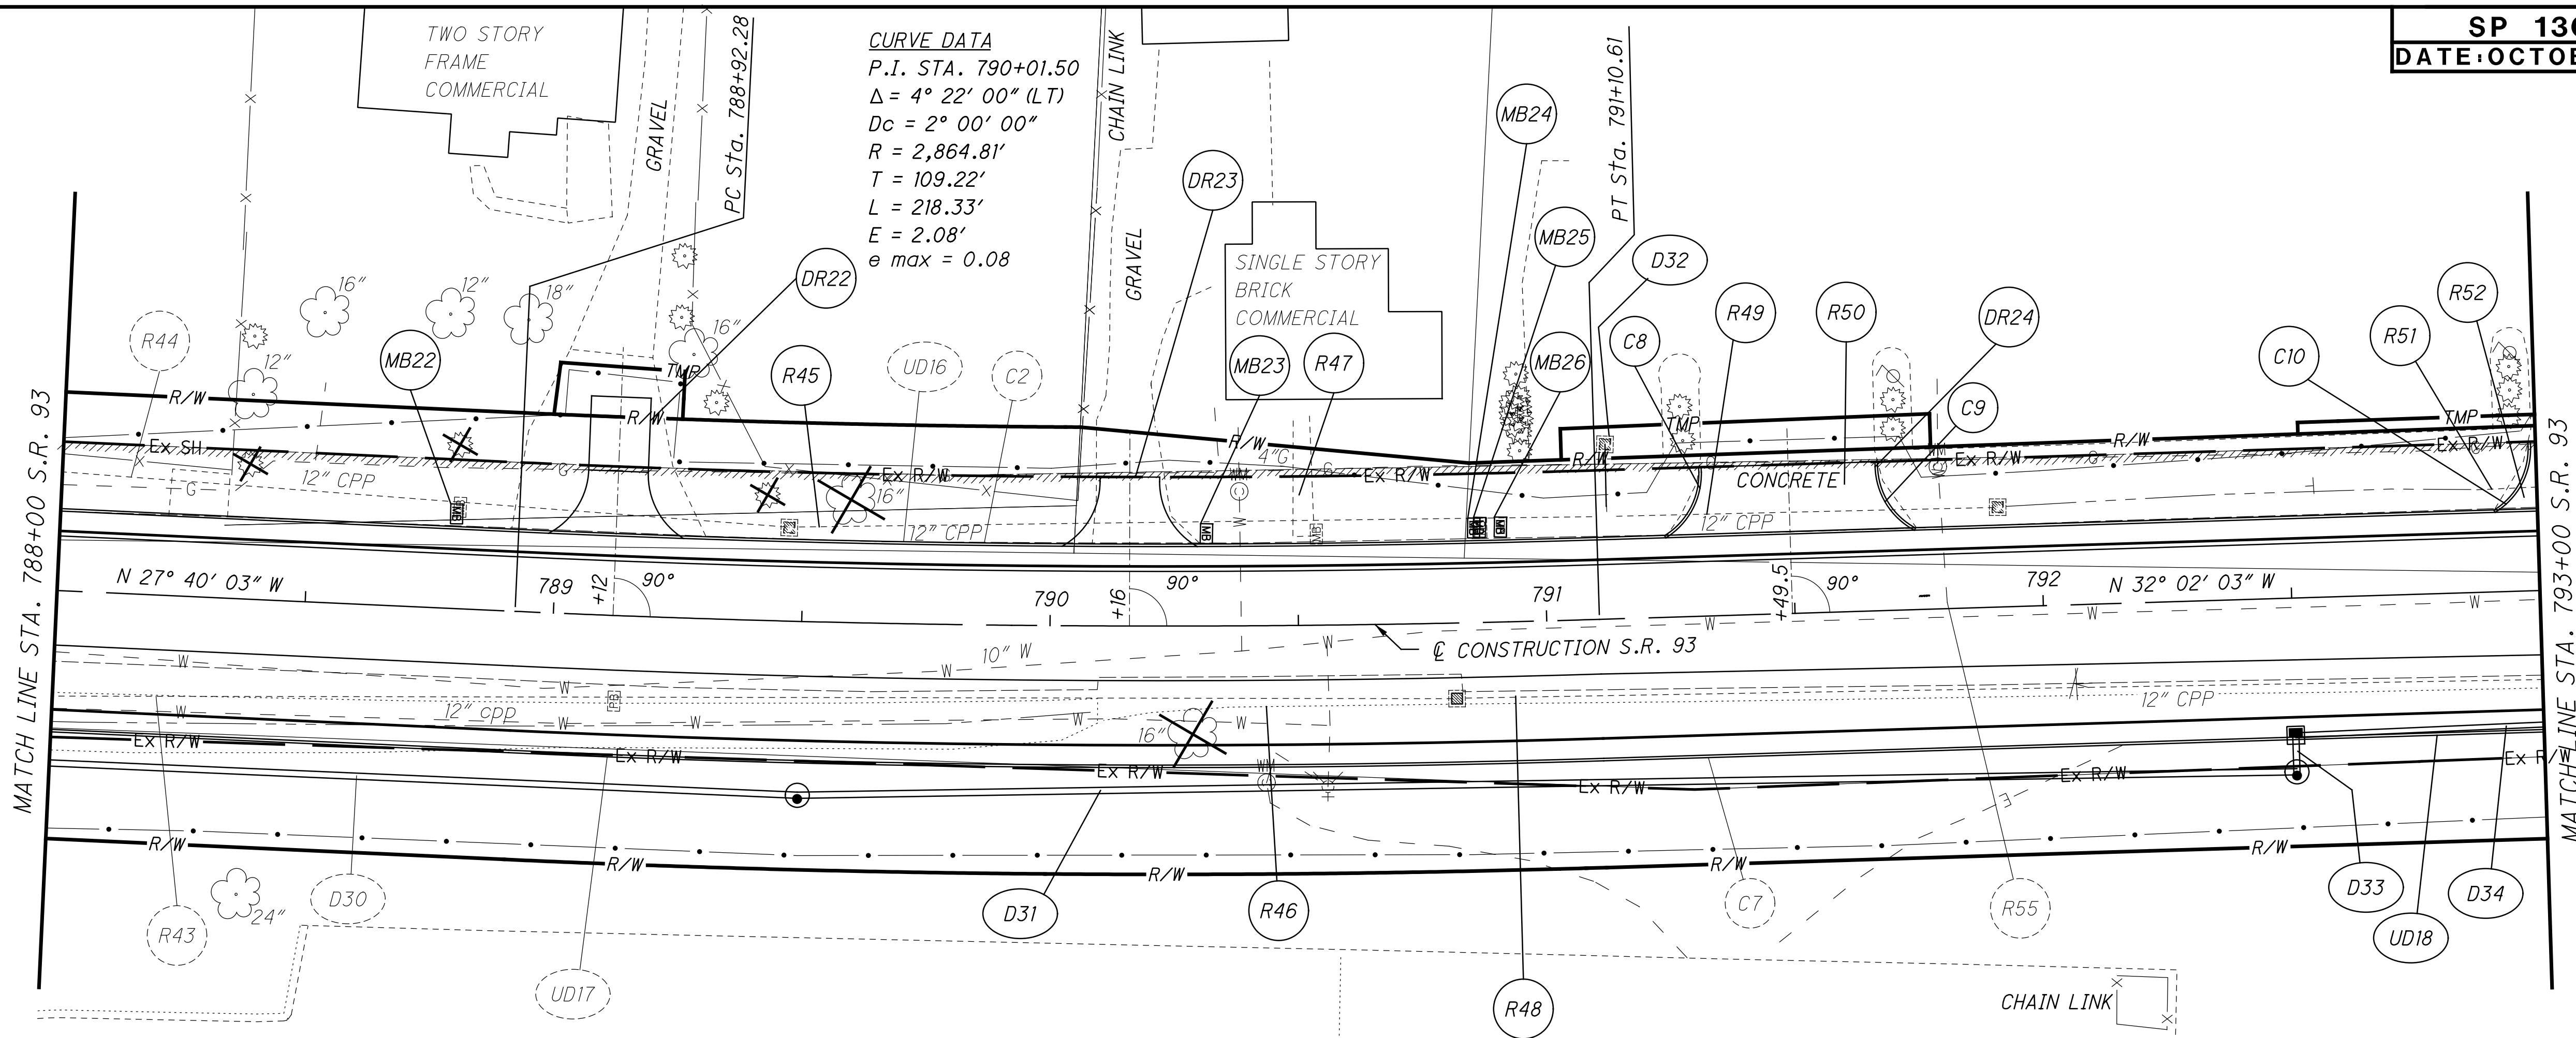 SP 13
DATE:OCTO
TWO STORY
FRAME
COMMERCIAL
GRAVEL
PC Sta. 788+92.28
CURVE DATA
P.I. STA. 790+01.50
Δ = 4° 22' 00" (LT)
Dc = 2° 00' 00"
R = 2,864.81'
T = 109.22'
L = 218.33'
E = 2.08'
e max = 0.08
CHAIN LINK
GRAVEL
DR23
SINGLE STORY
BRICK
COMMERCIAL
MB24
MB25
PT Sta. 791+10.61
D32
R44
16"
12"
18"
12"
MB22
16"
DR22
R45
UD16
C2
MB23
R47
MB26
C8
R49
R50
DR24
C9
C10
R51
R52
MATCH LINE STA. 788+00 S.R. 93
R/W
TMP
R/W
R/W
R/W
TMP
R/W
TMP
Ex SH
Ex R/W
Ex R/W
Ex R/W
Ex R/W
G
G
G
4"G
G
G
G
12" CPP
16"
12" CPP
CONCRETE
12" CPP
MB
MB
MB
MB
MB
WM
W
N 27° 40' 03" W
789
+12
90°
790
+16
90°
791
+49.5
90°
792
N 32° 02' 03" W
MATCH LINE STA. 793+00 S.R. 93
10" W
℄ CONSTRUCTION S.R. 93
W
W
W
W
W
W
W
PB
12" cpp
W
W
W
W
W
16"
12" CPP
Ex R/W
Ex R/W
Ex R/W
WM
Ex R/W
Ex R/W
Ex R/W
E
R/W
R/W
R/W
R/W
R/W
24"
R43
D30
UD17
D31
R46
R48
C7
R55
D33
UD18
D34
CHAIN LINK